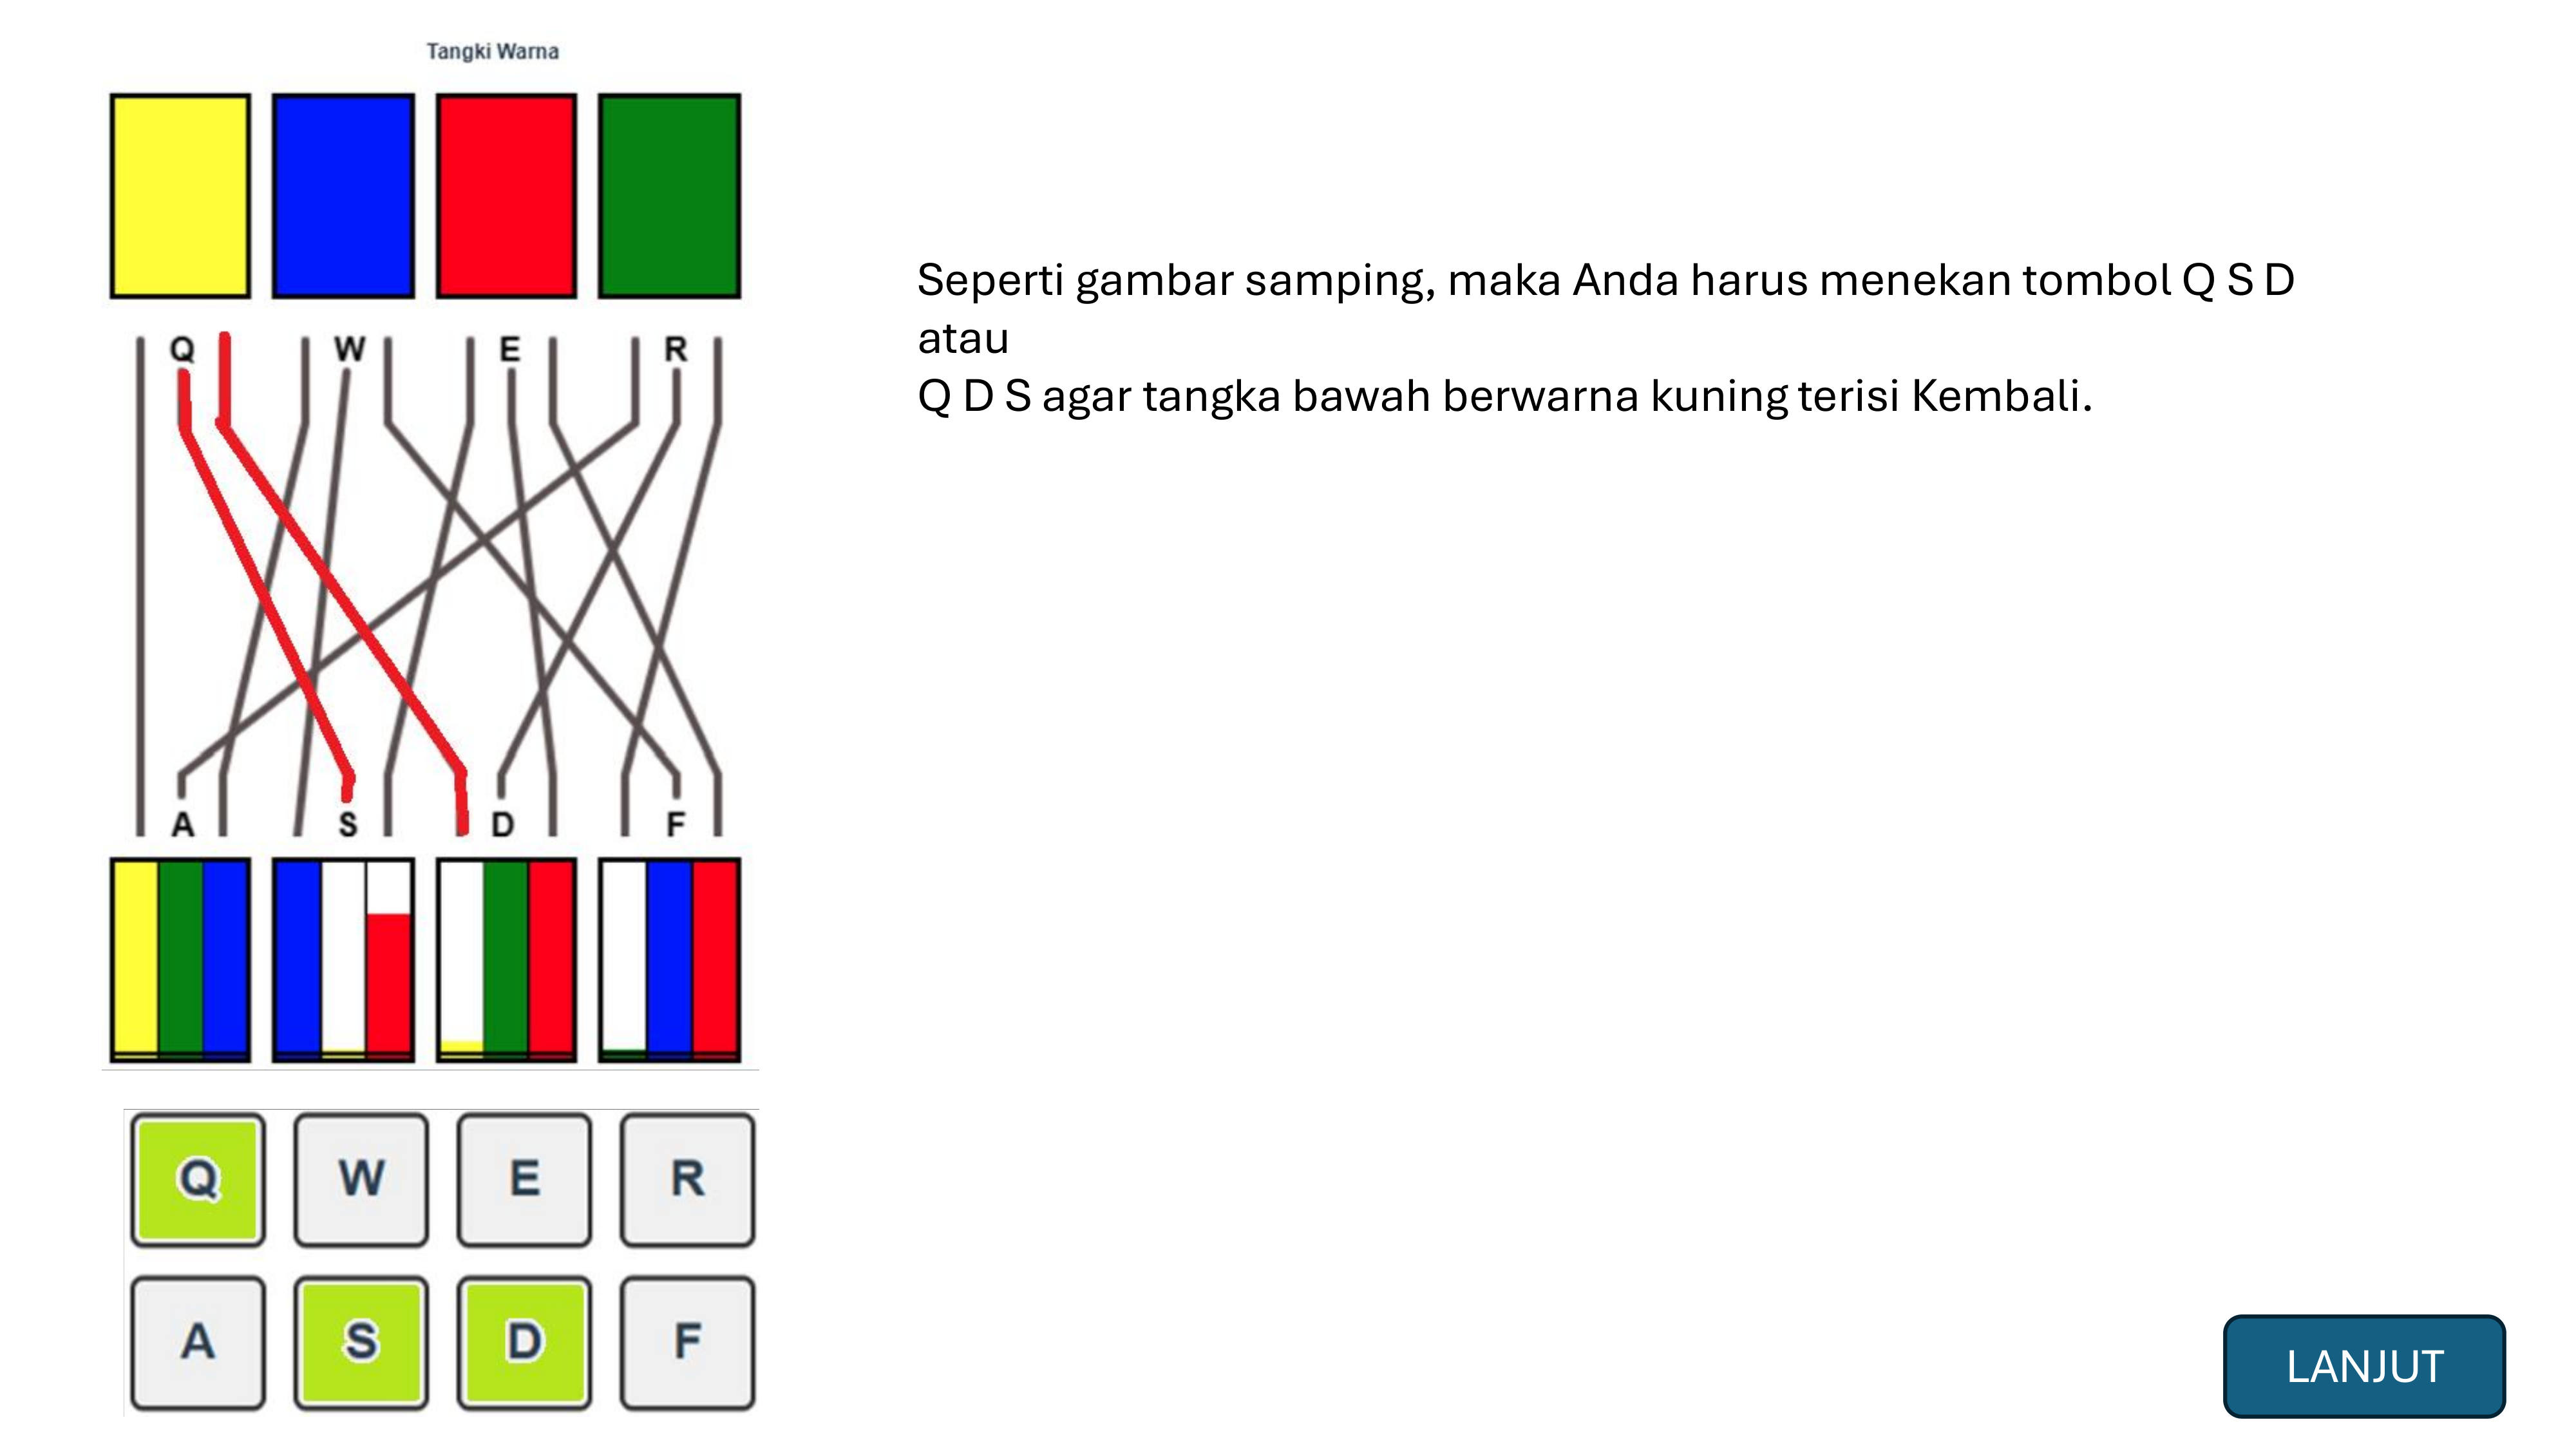 Tangki Warna
Q W E R
A S D F
Seperti gambar samping, maka Anda harus menekan tombol Q S D
atau
Q D S agar tangka bawah berwarna kuning terisi Kembali.
Q W E R
A S D F
LANJUT